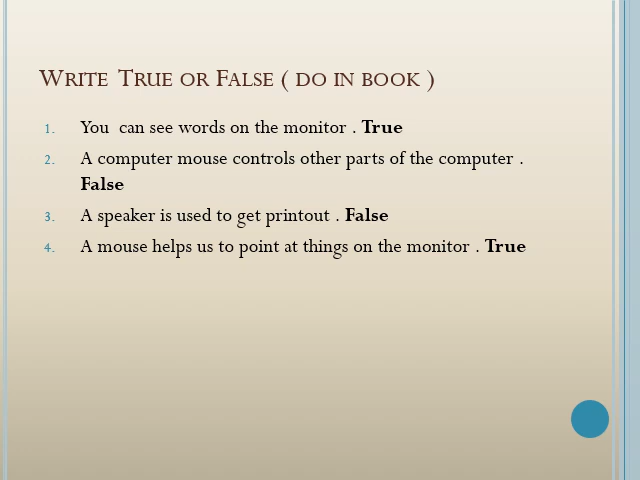 Write True or False ( do in book )
1. You can see words on the monitor . True
2. A computer mouse controls other parts of the computer .
False
3. A speaker is used to get printout . False
4. A mouse helps us to point at things on the monitor . True